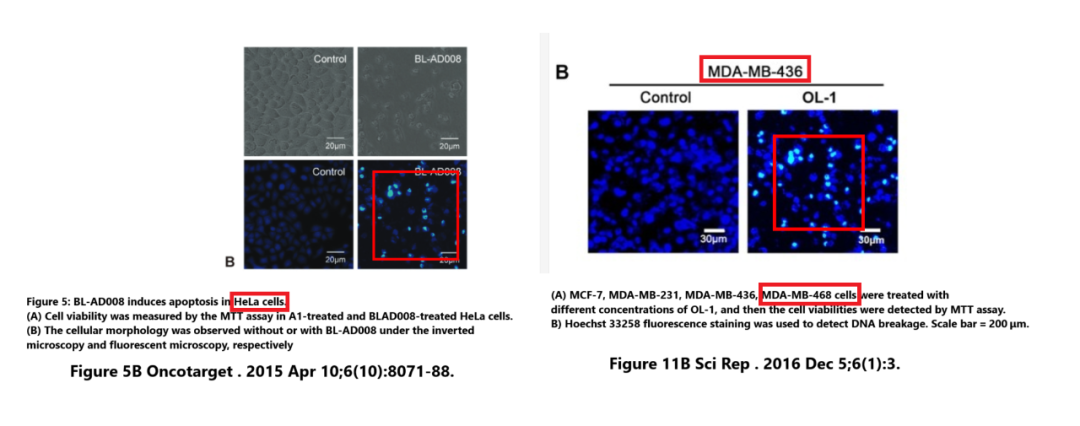 Control
BL-AD008
20µm
20µm
Control
BL-AD008
20µm
20µm
B
Figure 5: BL-AD008 induces apoptosis in HeLa cells.
(A) Cell viability was measured by the MTT assay in A1-treated and BLAD008-treated HeLa cells.
(B) The cellular morphology was observed without or with BL-AD008 under the inverted
microscopy and fluorescent microscopy, respectively
Figure 5B Oncotarget . 2015 Apr 10;6(10):8071-88.
B
MDA-MB-436
Control
OL-1
30µm
30µm
(A) MCF-7, MDA-MB-231, MDA-MB-436, MDA-MB-468 cells were treated with
different concentrations of OL-1, and then the cell viabilities were detected by MTT assay.
B) Hoechst 33258 fluorescence staining was used to detect DNA breakage. Scale bar = 200 µm.
Figure 11B Sci Rep . 2016 Dec 5;6(1):3.